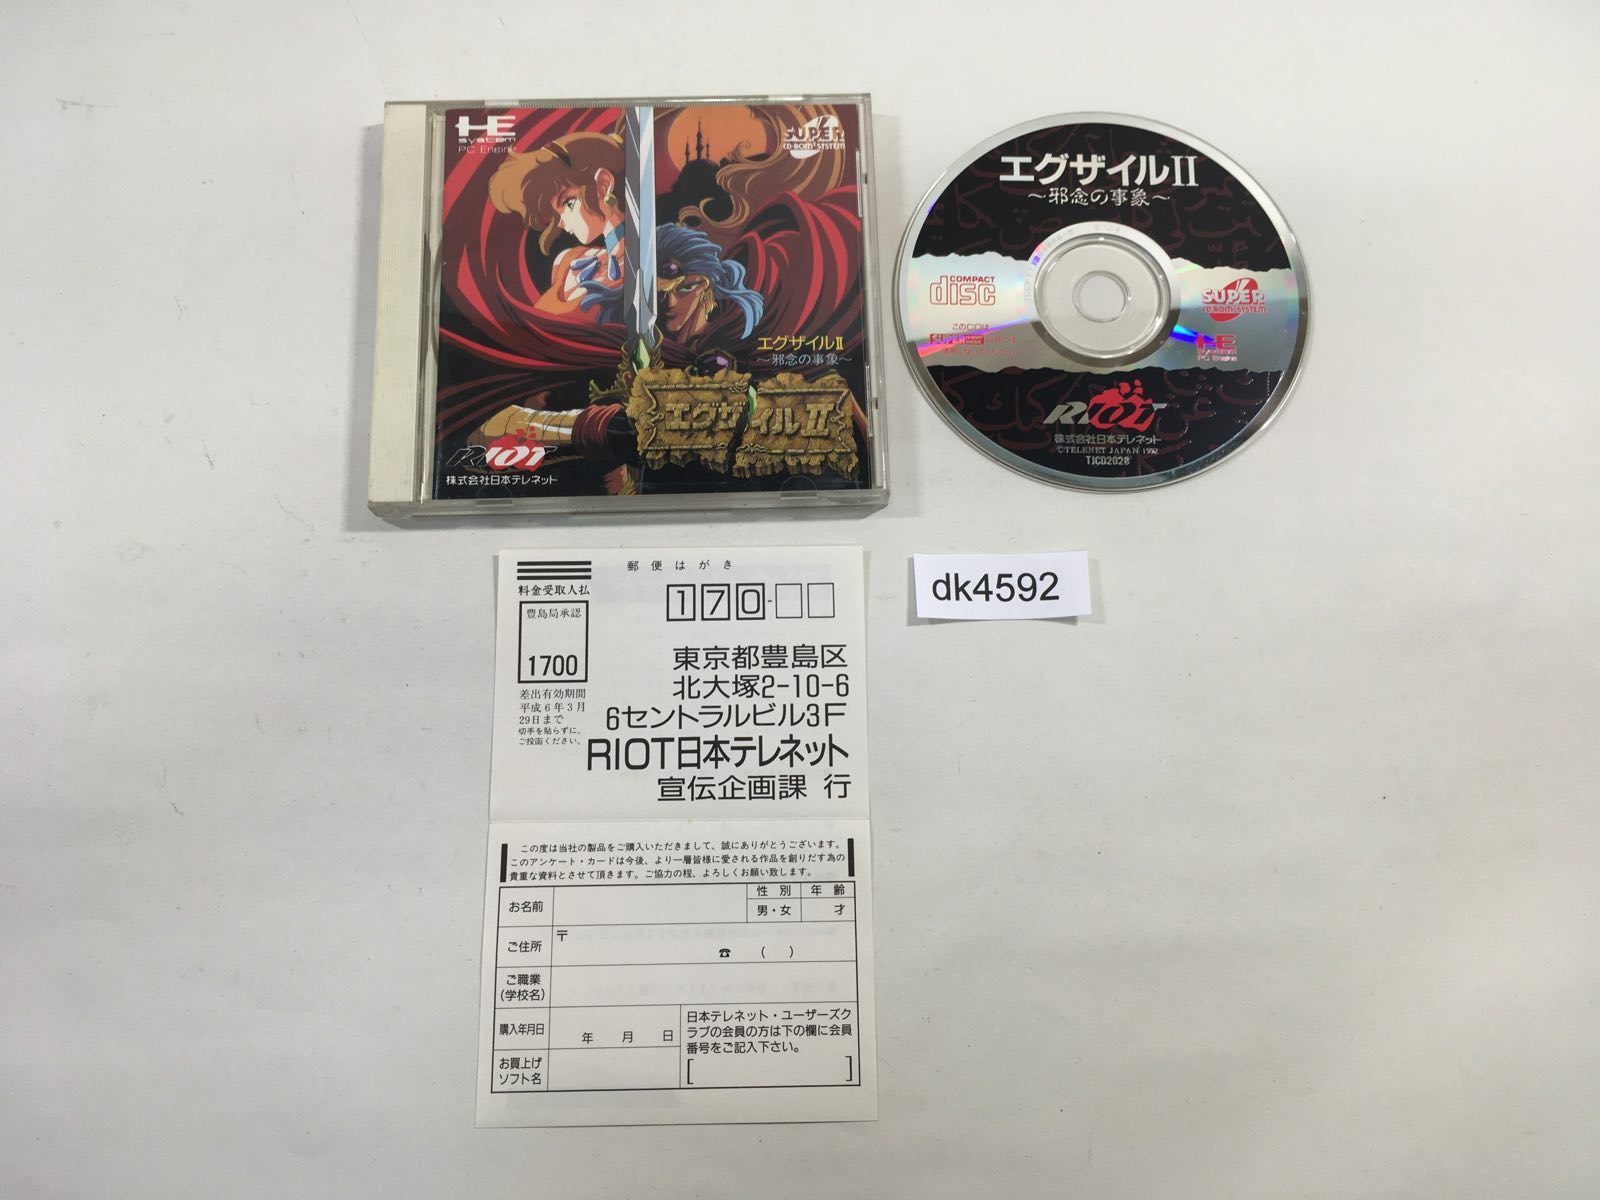 HE
system
PC Engine
SUPER
CD-ROM² SYSTEM
エグザイルII
～邪念の事象～
エグザイルII
RIOT
株式会社日本テレネット
エグザイルII
～邪念の事象～
COMPACT
disc
このCDは
SUPER
SUPER
CD-ROM² SYSTEM
HE
system
PC Engine
RIOT
株式会社日本テレネット
©TELENET JAPAN 1992
TJCD2028
dk4592
郵便はがき
料金受取人払
豊島局承認
1700
差出有効期間
平成6年3月
29日まで
切手を貼らずに、
ご投函ください。
170-
東京都豊島区
北大塚2-10-6
6セントラルビル3F
RIOT日本テレネット
宣伝企画課 行
この度は当社の製品をご購入いただきまして、誠にありがとうございます。
このアンケート・カードは今後、より一層皆様に愛される作品を創りだす為の
貴重な資料とさせて頂きます。ご協力の程、よろしくお願い致します。
お名前
性別
年齢
男・女
才
ご住所
〒
☎ ( )
ご職業
(学校名)
購入年月日
年 月 日
お買上げ
ソフト名
日本テレネット・ユーザーズク
ラブの会員の方は下の欄に会員
番号をご記入下さい。
[ ]